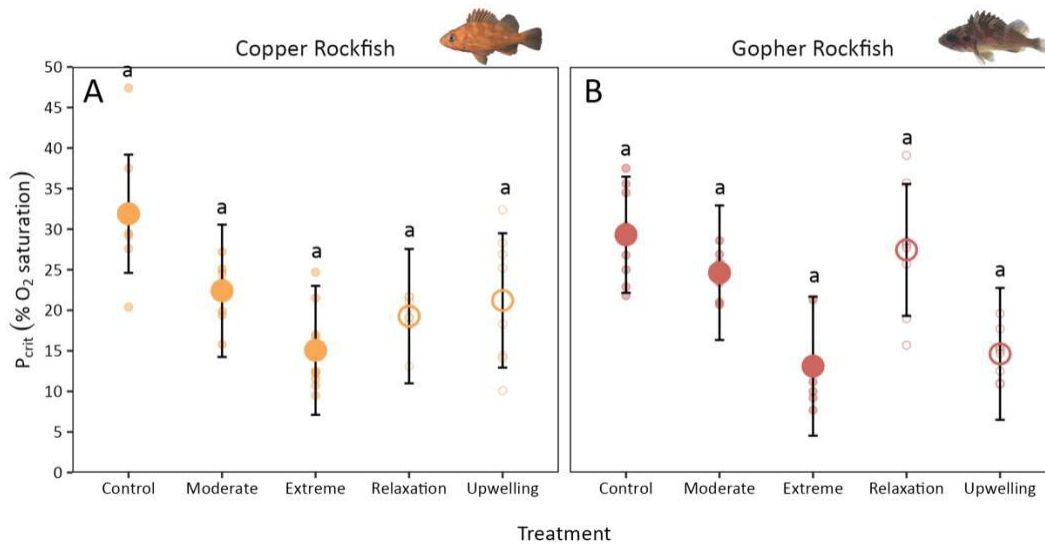 Copper Rockfish
Gopher Rockfish
A
B
P_crit (% O₂ saturation)
50
45
40
35
30
25
20
15
10
5
0
a
a
a
a
a
a
a
a
a
a
Control Moderate Extreme Relaxation Upwelling
Control Moderate Extreme Relaxation Upwelling
Treatment